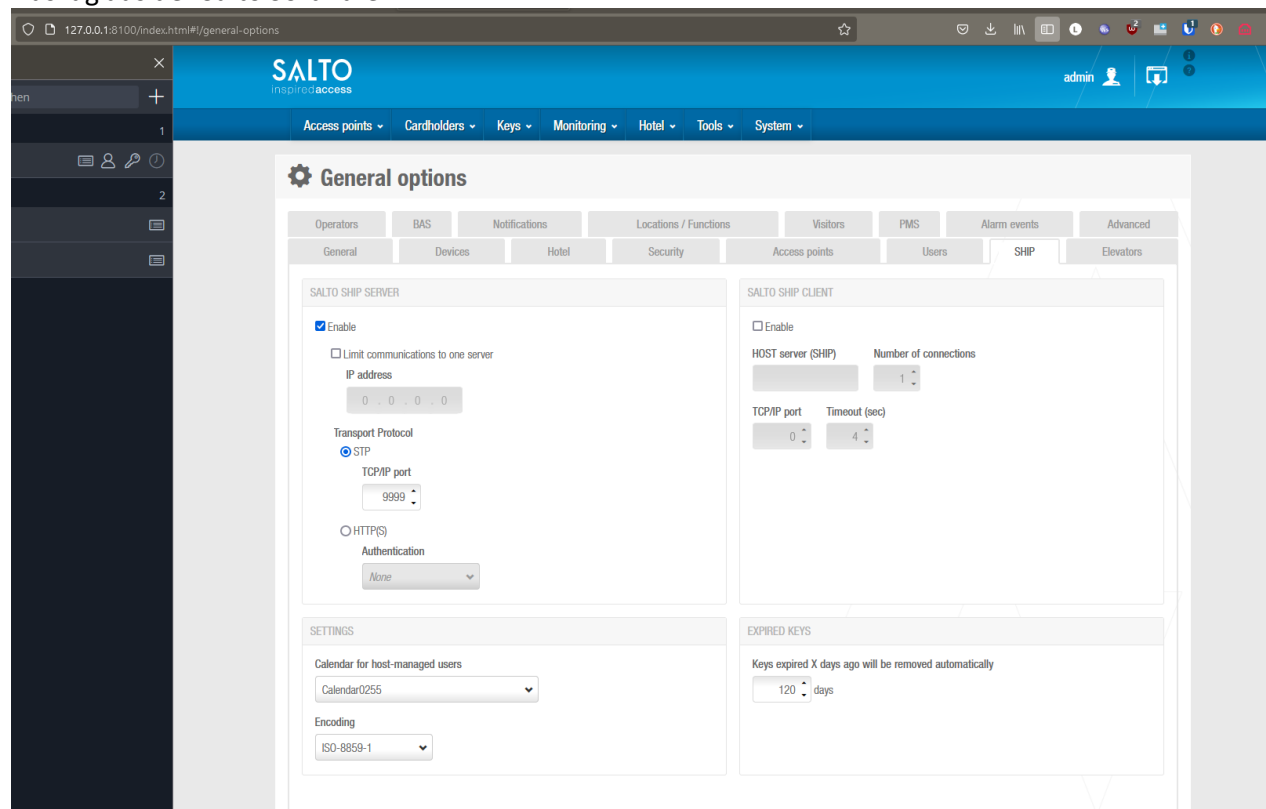 127.0.0.1:8100/index.html#!/general-options
hen
1
2
SALTO
inspiredaccess
admin
Access points Cardholders Keys Monitoring Hotel Tools System
General options
Operators BAS Notifications Locations / Functions Visitors PMS Alarm events Advanced
General Devices Hotel Security Access points Users SHIP Elevators
SALTO SHIP SERVER
Enable
Limit communications to one server
IP address
0 . 0 . 0 . 0
Transport Protocol
STP
TCP/IP port
9999
HTTP(S)
Authentication
None
SALTO SHIP CLIENT
Enable
HOST server (SHIP) Number of connections
1
TCP/IP port Timeout (sec)
0 4
SETTINGS
Calendar for host-managed users
Calendar0255
Encoding
ISO-8859-1
EXPIRED KEYS
Keys expired X days ago will be removed automatically
120 days